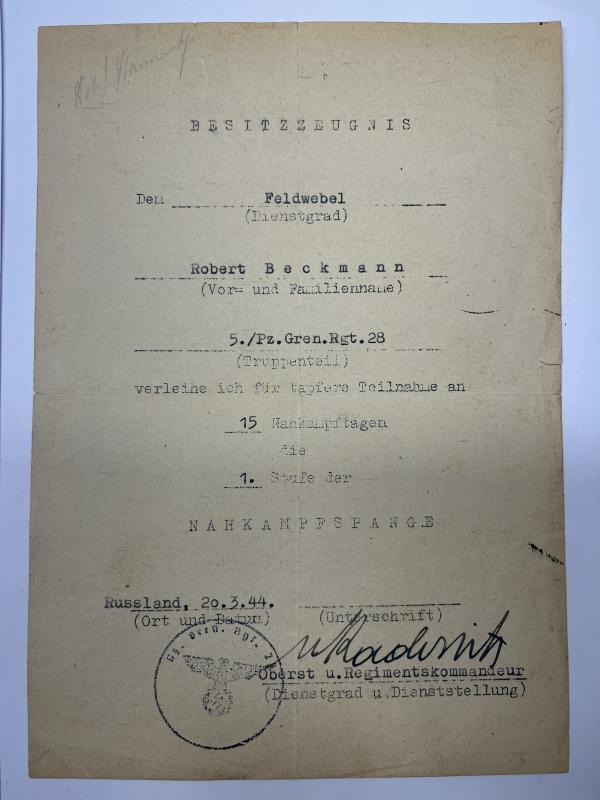 BESITZZEUGNIS
Dem Feldwebel
(Dienstgrad)
Robert Beckmann
(Vor= und Familienname)
5./Pz.Gren.Rgt.28
(Truppenteil)
verleihe ich für tapfere Teilnahme an
15 Nahkampftagen
die
1. Stufe der
NAHKAMPFSPANGE
Russland, 20.3.44.
(Ort und Datum) (Unterschrift)
Oberst u.Regimentskommandeur
(Dienstgrad u.Dienststellung)